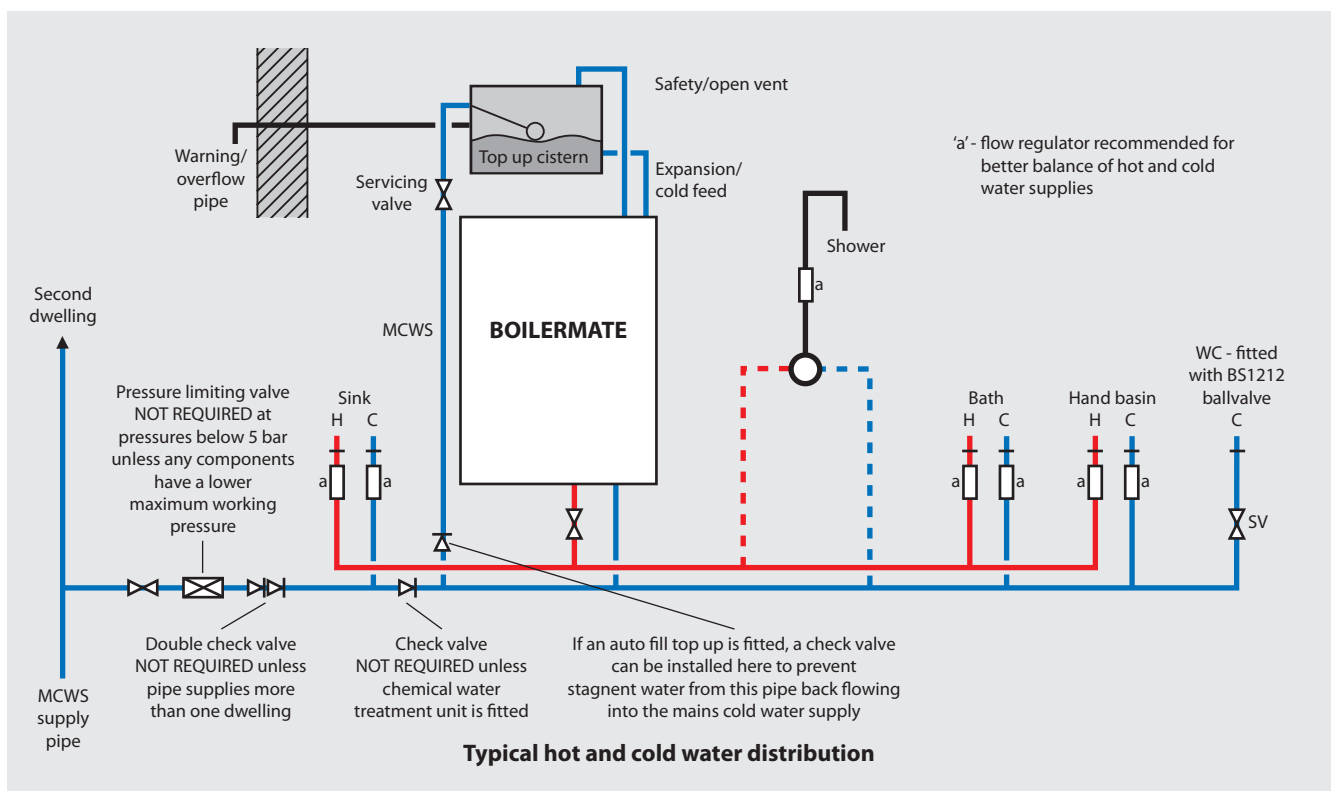 Safety/open vent
'a' - flow regulator recommended for
better balance of hot and cold
water supplies
Warning/
overflow
pipe
Top up cistern
Servicing
valve
Expansion/
cold feed
Shower
a
Second
dwelling
MCWS
BOILERMATE
WC - fitted
with BS1212
ballvalve
C
Pressure limiting valve
NOT REQUIRED at
pressures below 5 bar
unless any components
have a lower
maximum working
pressure
Sink
H C
a a
Bath
H C
a a
Hand basin
H C
a a
SV
Double check valve
NOT REQUIRED unless
pipe supplies more
than one dwelling
Check valve
NOT REQUIRED unless
chemical water
treatment unit is fitted
If an auto fill top up is fitted, a check valve
can be installed here to prevent
stagnent water from this pipe back flowing
into the mains cold water supply
MCWS
supply
pipe
Typical hot and cold water distribution